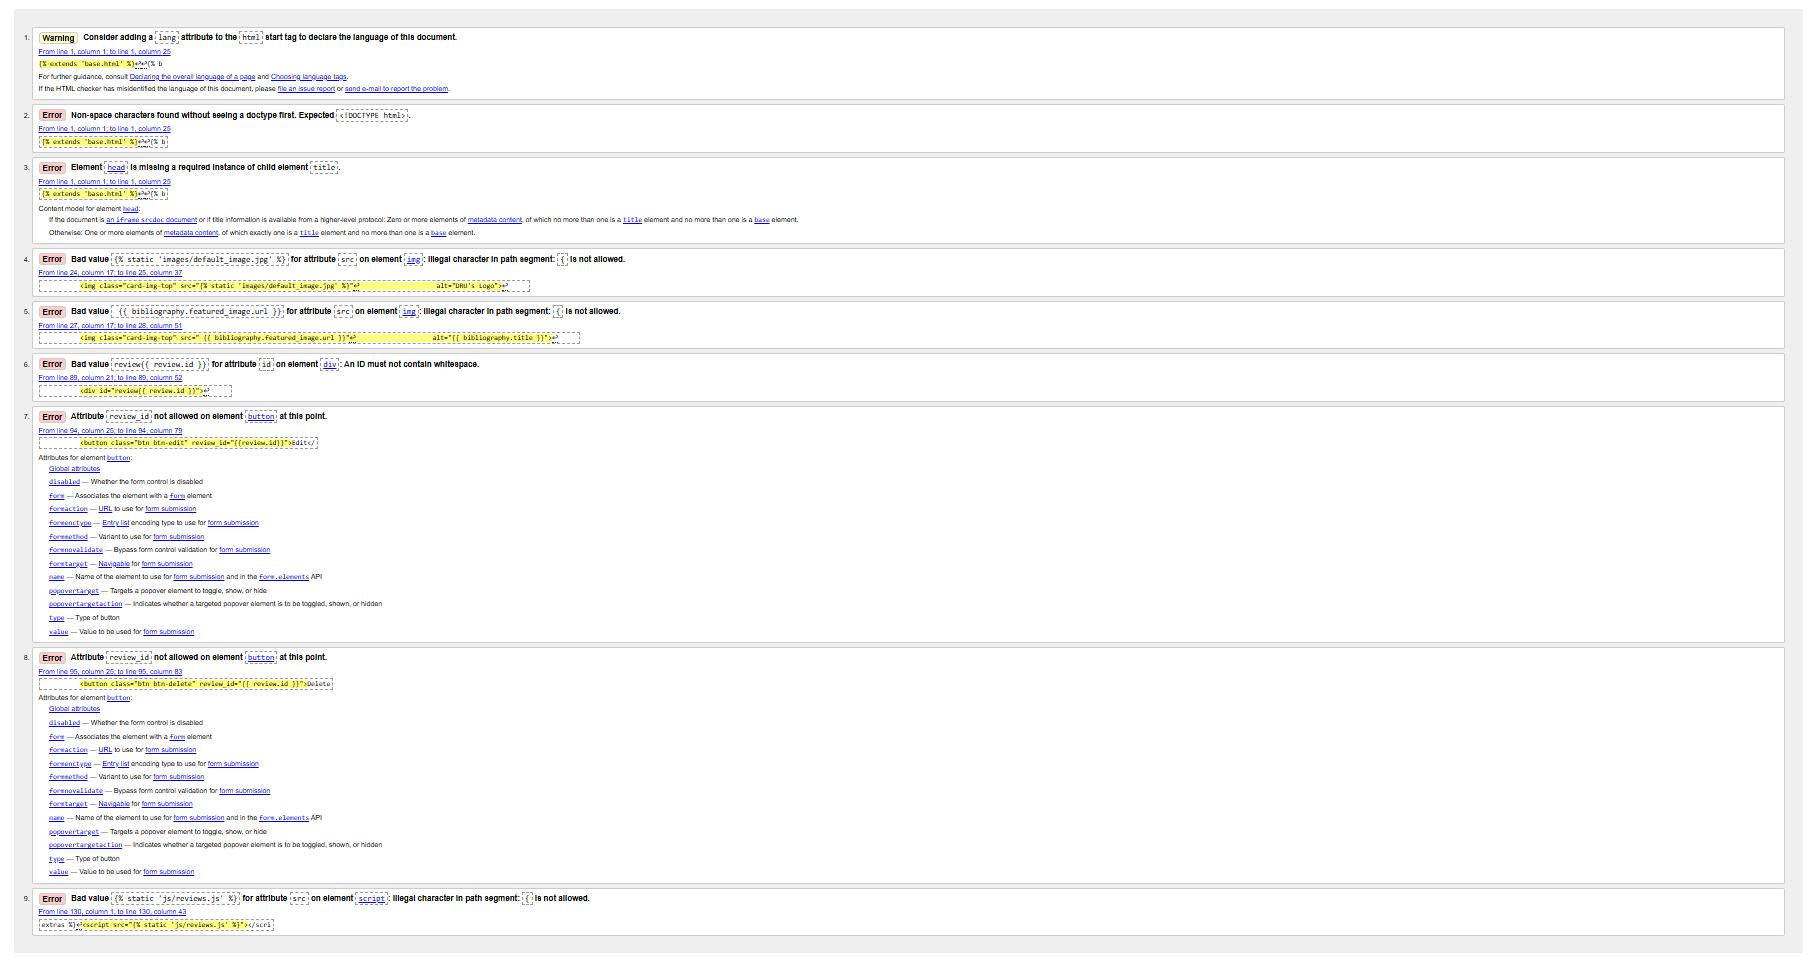 1. Warning Consider adding a lang attribute to the html start tag to declare the language of this document.
From line 1, column 1; to line 1, column 25
{% extends 'base.html' %}↩↩{% b
For further guidance, consult Declaring the overall language of a page and Choosing language tags.
If the HTML checker has misidentified the language of this document, please file an issue report or send e-mail to report the problem.
2. Error Non-space characters found without seeing a doctype first. Expected <!DOCTYPE html>.
From line 1, column 1; to line 1, column 25
{% extends 'base.html' %}↩↩{% b
3. Error Element head is missing a required instance of child element title.
From line 1, column 1; to line 1, column 25
{% extends 'base.html' %}↩↩{% b
Content model for element head:
If the document is an iframe srcdoc document or if title information is available from a higher-level protocol: Zero or more elements of metadata content, of which no more than one is a title element and no more than one is a base element.
Otherwise: One or more elements of metadata content, of which exactly one is a title element and no more than one is a base element.
4. Error Bad value {% static 'images/default_image.jpg' %} for attribute src on element img: Illegal character in path segment: { is not allowed.
From line 24, column 17; to line 25, column 37
<img class="card-img-top" src="{% static 'images/default_image.jpg' %}"↩ alt="DRU's Logo">↩
5. Error Bad value {{ bibliography.featured_image.url }} for attribute src on element img: Illegal character in path segment: { is not allowed.
From line 27, column 17; to line 28, column 51
<img class="card-img-top" src=" {{ bibliography.featured_image.url }}"↩ alt="{{ bibliography.title }}">↩
6. Error Bad value review{{ review.id }} for attribute id on element div: An ID must not contain whitespace.
From line 89, column 21; to line 89, column 52
<div id="review{{ review.id }}">↩
7. Error Attribute review_id not allowed on element button at this point.
From line 94, column 25; to line 94, column 79
<button class="btn btn-edit" review_id="{{review.id}}">Edit</
Attributes for element button:
Global attributes
disabled — Whether the form control is disabled
form — Associates the element with a form element
formaction — URL to use for form submission
formenctype — Entry list encoding type to use for form submission
formmethod — Variant to use for form submission
formnovalidate — Bypass form control validation for form submission
formtarget — Navigable for form submission
name — Name of the element to use for form submission and in the form.elements API
popovertarget — Targets a popover element to toggle, show, or hide
popovertargetaction — Indicates whether a targeted popover element is to be toggled, shown, or hidden
type — Type of button
value — Value to be used for form submission
8. Error Attribute review_id not allowed on element button at this point.
From line 95, column 25; to line 95, column 83
<button class="btn btn-delete" review_id="{{ review.id }}">Delete
Attributes for element button:
Global attributes
disabled — Whether the form control is disabled
form — Associates the element with a form element
formaction — URL to use for form submission
formenctype — Entry list encoding type to use for form submission
formmethod — Variant to use for form submission
formnovalidate — Bypass form control validation for form submission
formtarget — Navigable for form submission
name — Name of the element to use for form submission and in the form.elements API
popovertarget — Targets a popover element to toggle, show, or hide
popovertargetaction — Indicates whether a targeted popover element is to be toggled, shown, or hidden
type — Type of button
value — Value to be used for form submission
9. Error Bad value {% static 'js/reviews.js' %} for attribute src on element script: Illegal character in path segment: { is not allowed.
From line 130, column 1; to line 130, column 43
extras %}↩<script src="{% static 'js/reviews.js' %}"></scri